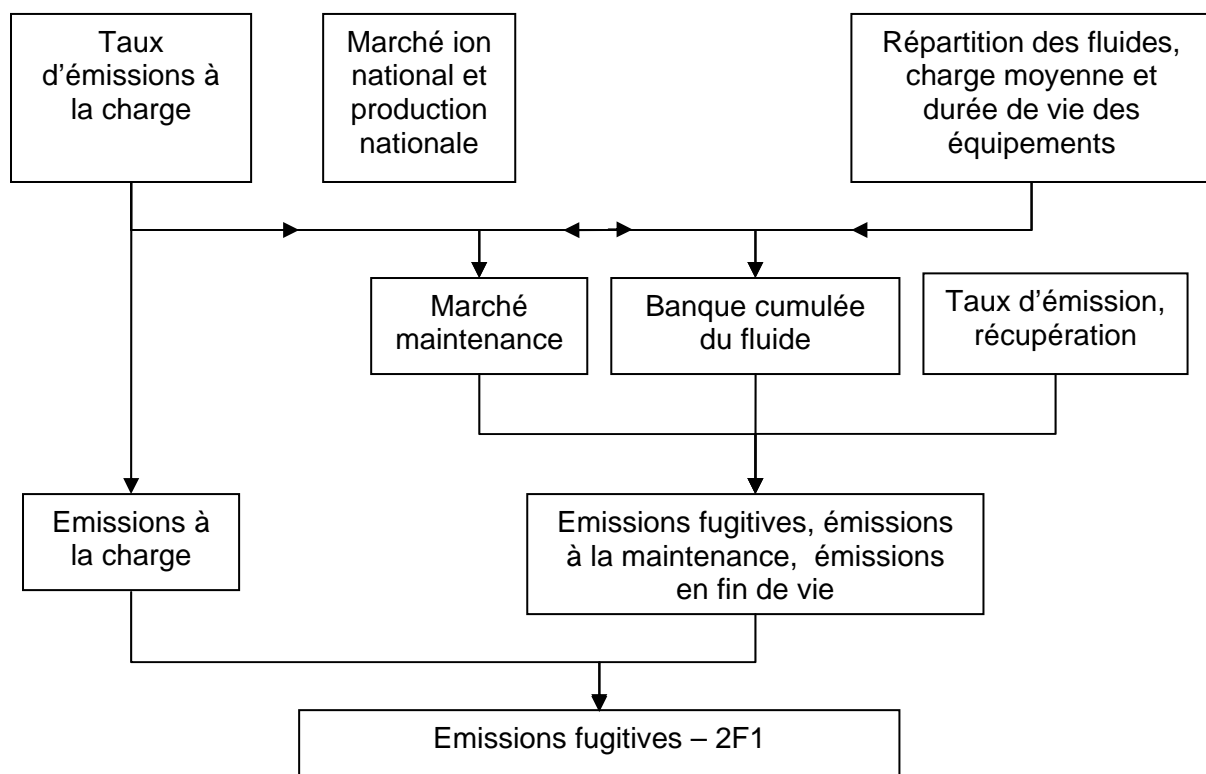 Taux
d’émissions à
la charge
Marché ion
national et
production
nationale
Répartition des fluides,
charge moyenne et
durée de vie des
équipements
Marché
maintenance
Banque cumulée
du fluide
Taux d’émission,
récupération
Emissions à
la charge
Emissions fugitives, émissions
à la maintenance,  émissions
en fin de vie
Emissions fugitives – 2F1